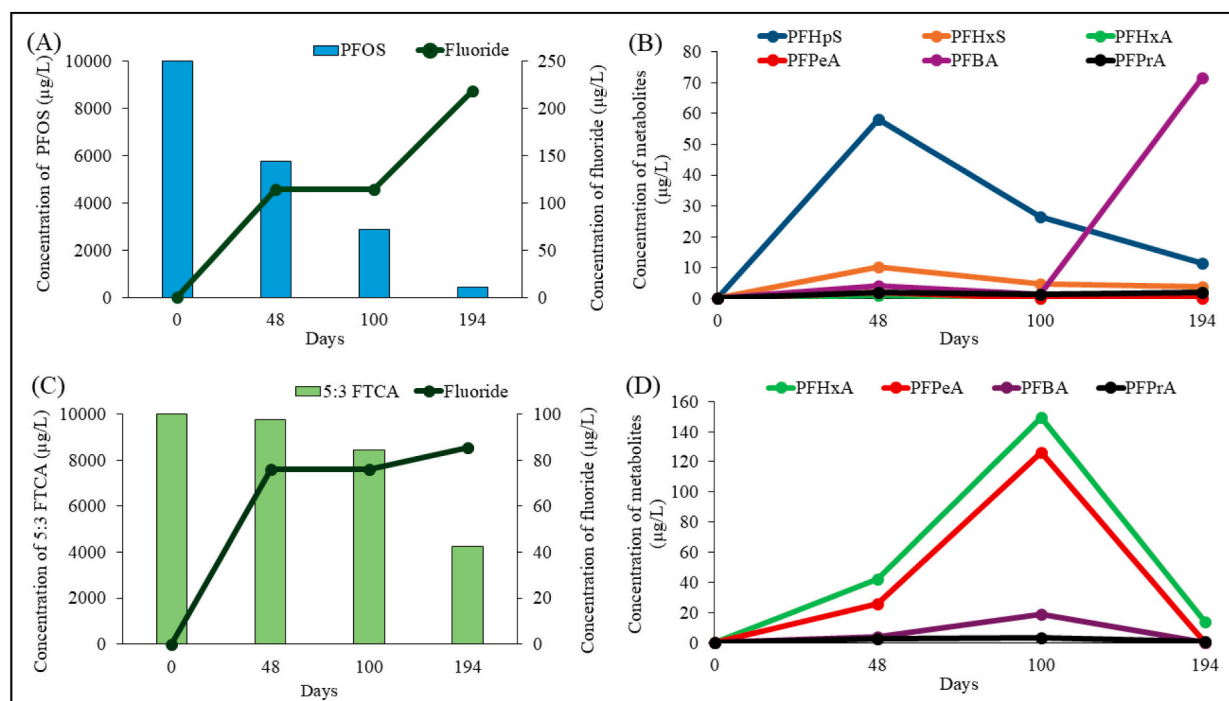 (A)
PFOS Fluoride
Concentration of PFOS (µg/L)
10000
8000
6000
4000
2000
0
250
200
150
100
50
0
Concentration of fluoride (µg/L)
0 48 100 194
Days
(B)
PFHpS PFHxS PFHxA
PFPeA PFBA PFPrA
Concentration of metabolites
(µg/L)
80
70
60
50
40
30
20
10
0
0 48 100 194
Days
(C)
5:3 FTCA Fluoride
Concentration of 5:3 FTCA (µg/L)
10000
8000
6000
4000
2000
0
100
80
60
40
20
0
Concentration of fluoride (µg/L)
0 48 100 194
Days
(D)
PFHxA PFPeA PFBA PFPrA
Concentration of metabolites
(µg/L)
160
140
120
100
80
60
40
20
0
0 48 100 194
Days